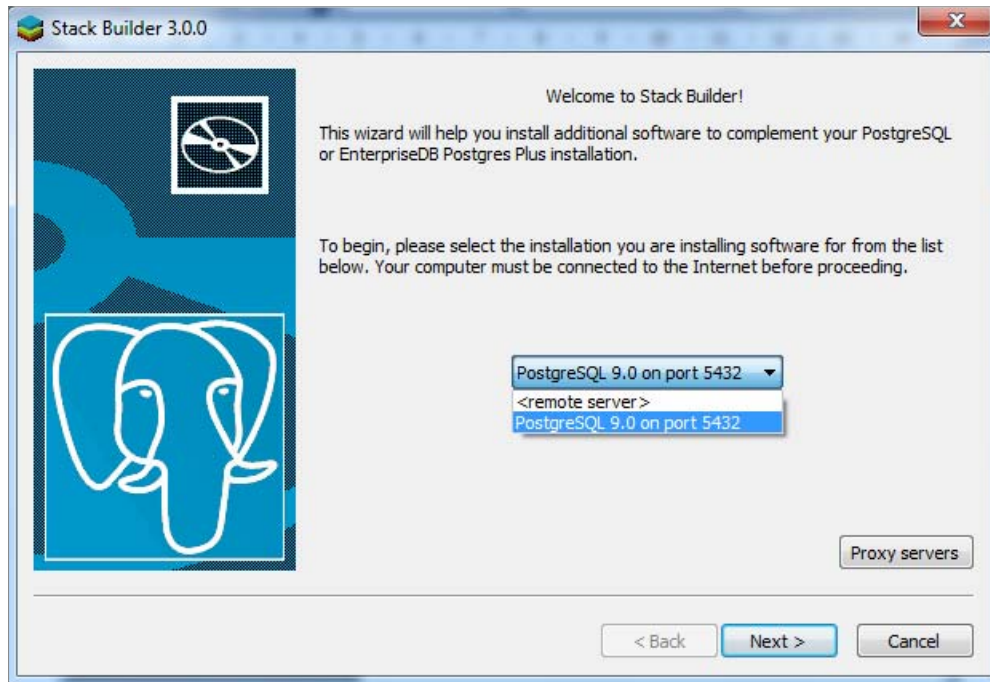 Stack Builder 3.0.0
Welcome to Stack Builder!
This wizard will help you install additional software to complement your PostgreSQL
or EnterpriseDB Postgres Plus installation.
To begin, please select the installation you are installing software for from the list
below. Your computer must be connected to the Internet before proceeding.
PostgreSQL 9.0 on port 5432
<remote server>
PostgreSQL 9.0 on port 5432
Proxy servers
< Back
Next >
Cancel